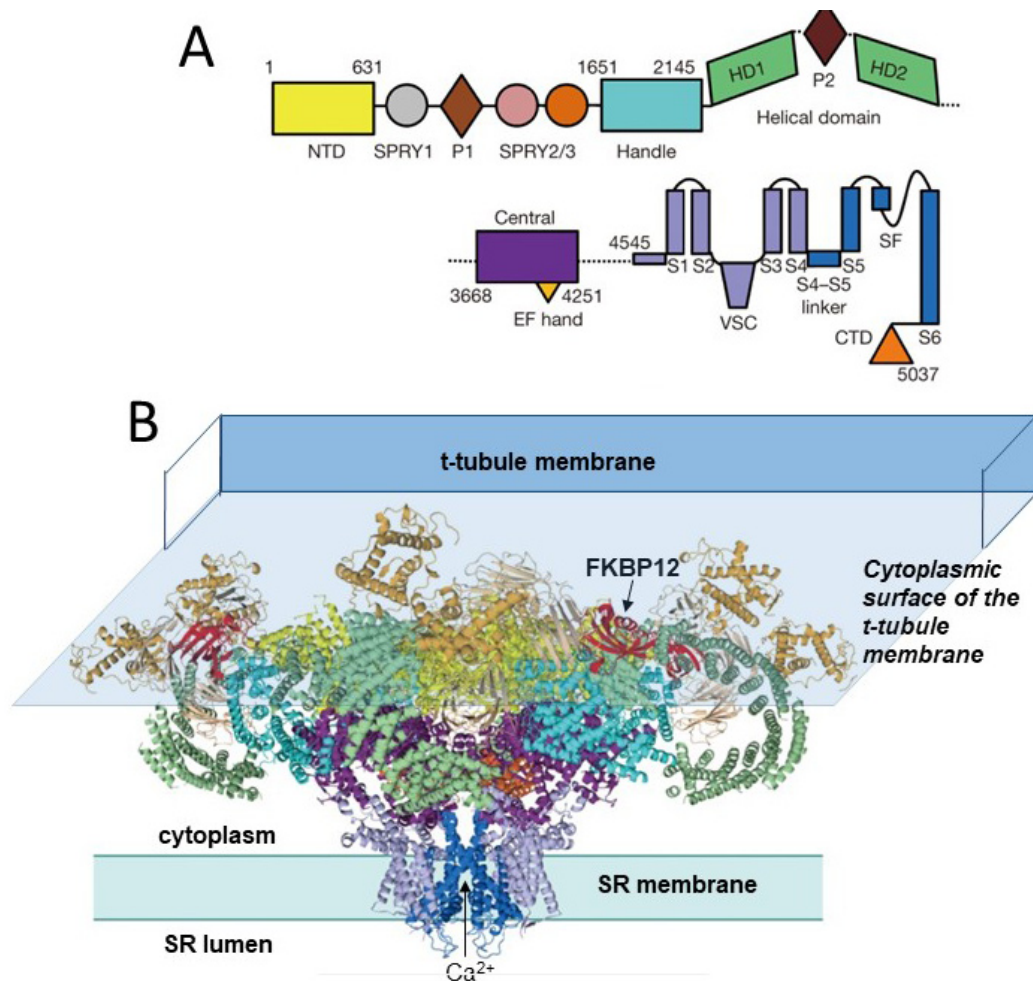 A
1 631 1651 2145
HD1 P2 HD2
NTD SPRY1 P1 SPRY2/3 Handle Helical domain
Central
4545
3668 4251
EF hand
S1 S2 VSC S3 S4 S5 SF
S4–S5
linker
CTD S6
5037
B
t-tubule membrane
FKBP12
Cytoplasmic
surface of the
t-tubule
membrane
cytoplasm
SR membrane
SR lumen
Ca²⁺